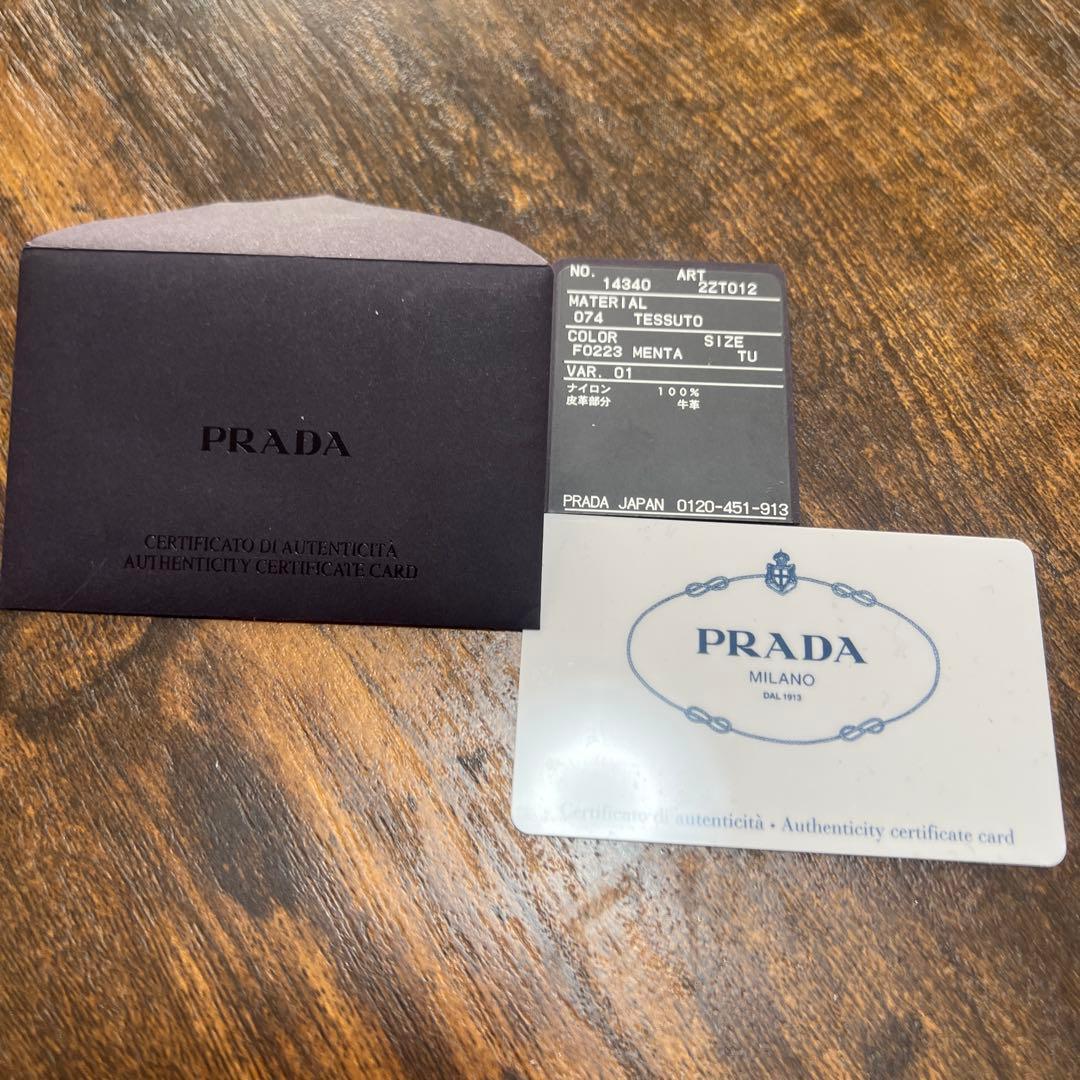 PRADA
CERTIFICATO DI AUTENTICITÀ
AUTHENTICITY CERTIFICATE CARD
NO. ART
14340 2ZT012
MATERIAL
074 TESSUTO
COLOR SIZE
F0223 MENTA TU
VAR. 01
ナイロン 100%
皮革部分 牛革
PRADA JAPAN 0120-451-913
PRADA
MILANO
DAL 1913
Certificato di autenticità • Authenticity certificate card